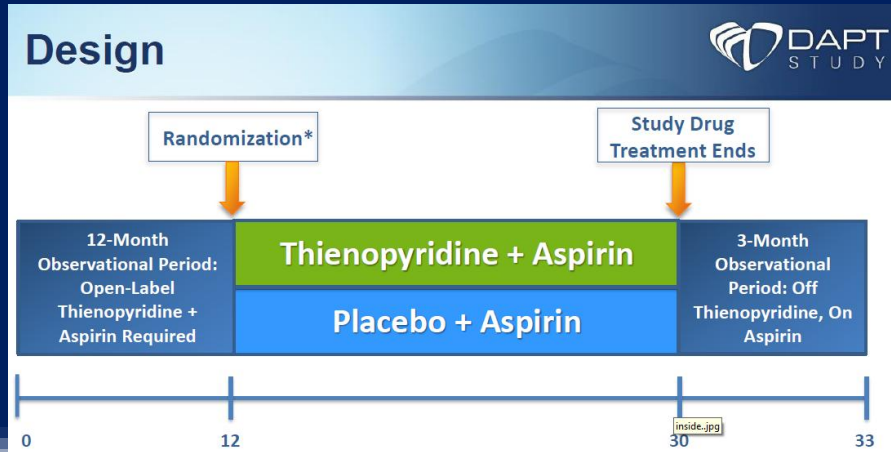 Design
DAPT
STUDY
Randomization*
Study Drug
Treatment Ends
12-Month
Observational Period:
Open-Label
Thienopyridine +
Aspirin Required
Thienopyridine + Aspirin
Placebo + Aspirin
3-Month
Observational
Period: Off
Thienopyridine, On
Aspirin
inside..jpg
0
12
30
33